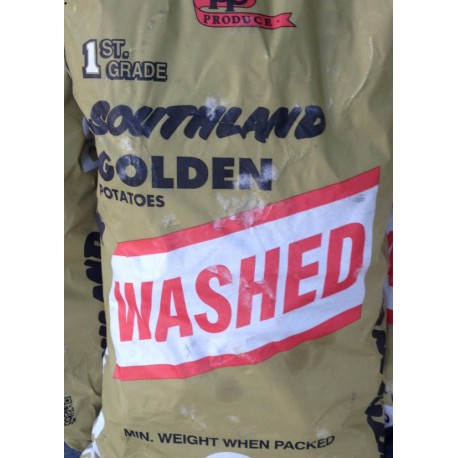 PRODUCE
1ST.
GRADE
SOUTHLAND
GOLDEN
POTATOES
WASHED
MIN. WEIGHT WHEN PACKED